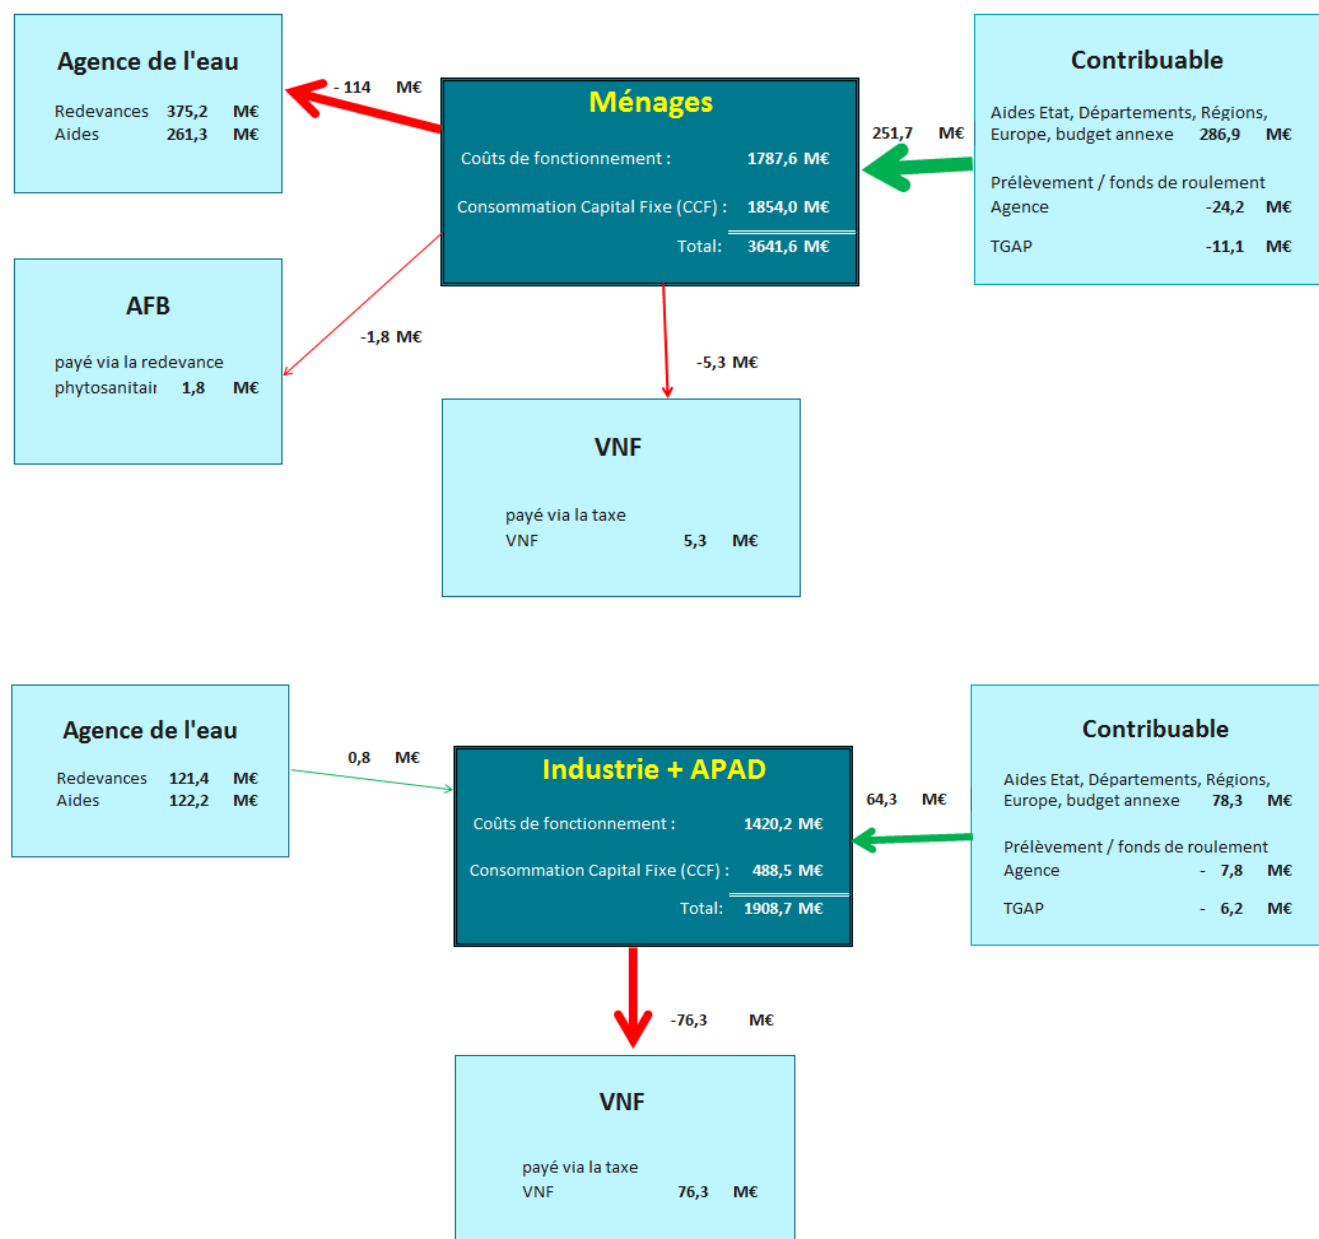 Agence de l'eau
Redevances 375,2 M€
Aides 261,3 M€
- 114 M€
Ménages
Coûts de fonctionnement : 1787,6 M€
Consommation Capital Fixe (CCF) : 1854,0 M€
Total: 3641,6 M€
251,7 M€
Contribuable
Aides Etat, Départements, Régions,
Europe, budget annexe 286,9 M€
Prélèvement / fonds de roulement
Agence -24,2 M€
TGAP -11,1 M€
AFB
payé via la redevance
phytosanitair 1,8 M€
-1,8 M€
-5,3 M€
VNF
payé via la taxe
VNF 5,3 M€
Agence de l'eau
Redevances 121,4 M€
Aides 122,2 M€
0,8 M€
Industrie + APAD
Coûts de fonctionnement : 1420,2 M€
Consommation Capital Fixe (CCF) : 488,5 M€
Total: 1908,7 M€
64,3 M€
Contribuable
Aides Etat, Départements, Régions,
Europe, budget annexe 78,3 M€
Prélèvement / fonds de roulement
Agence - 7,8 M€
TGAP - 6,2 M€
-76,3 M€
VNF
payé via la taxe
VNF 76,3 M€